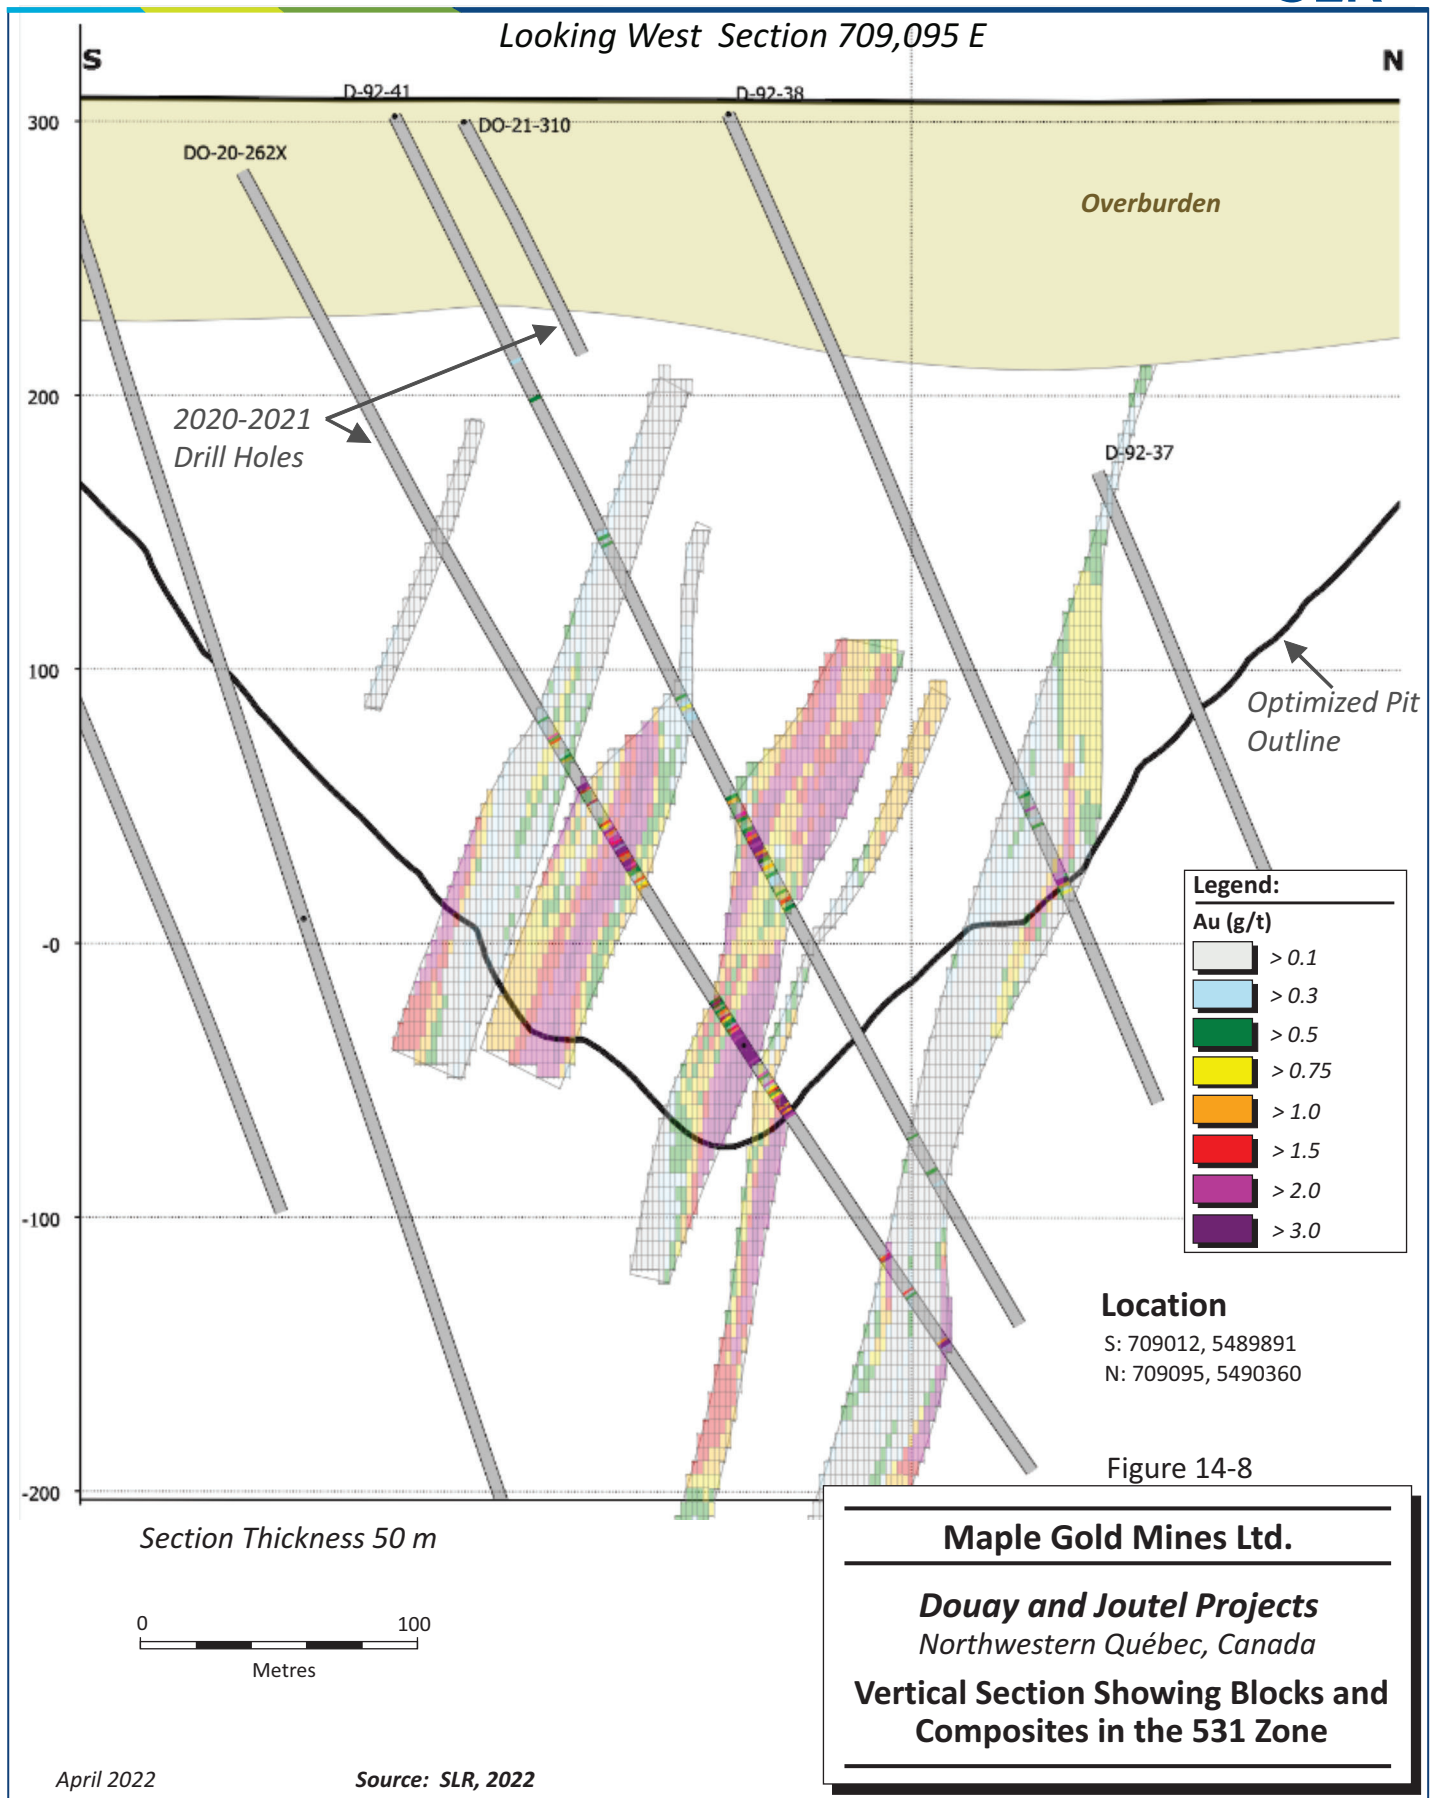 Looking West  Section 709,095 E
S
N
D-92-41
D-92-38
300
DO-21-310
DO-20-262X
Overburden
200
2020-2021
Drill Holes
D-92-37
100
Optimized Pit
Outline
Legend:
Au (g/t)
> 0.1
> 0.3
> 0.5
> 0.75
> 1.0
> 1.5
> 2.0
> 3.0
-0
-100
Location
S: 709012, 5489891
N: 709095, 5490360
Figure 14-8
-200
Section Thickness 50 m
0 100
Metres
Maple Gold Mines Ltd.
Douay and Joutel Projects
Northwestern Québec, Canada
Vertical Section Showing Blocks and
Composites in the 531 Zone
April 2022
Source:  SLR, 2022